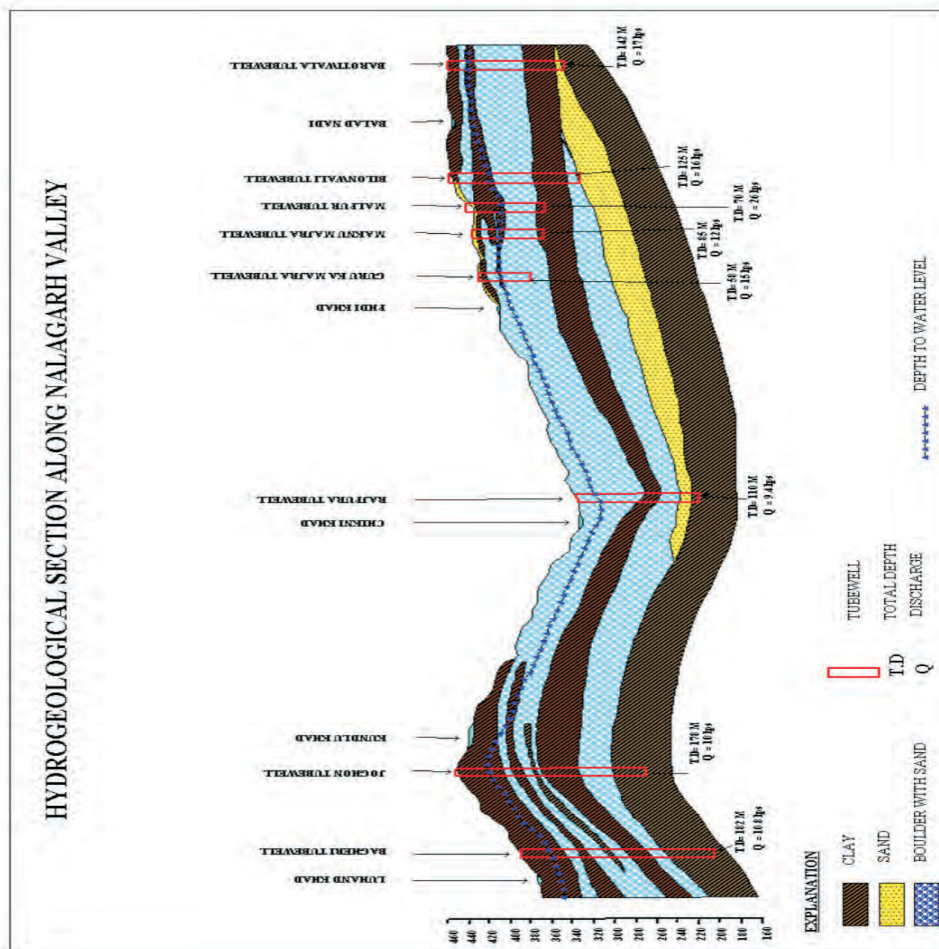 HYDROGEOLOGICAL SECTION ALONG NALAGARH VALLEY
LUHAND KHAD
BAGHERI TUBEWELL
JOGHON TUBEWELL
KUNDLU KHAD
CHIKNI KHAD
RAJPURA TUBEWELL
PHDI KHAD
GURU KA MAJRA TUBEWELL
MAKNU MAJRA TUBEWELL
MALPUR TUBEWELL
BILONWALI TUBEWELL
BALAD NADI
BAROTIWALA TUBEWELL
460
440
420
400
380
360
340
320
300
280
260
240
220
200
180
160
T.D= 182 M
Q = 10.8 lps
T.D= 178 M
Q = 10 lps
T.D= 110 M
Q = 9.4 lps
T.D= 50 M
Q = 15 lps
T.D= 85 M
Q = 12 lps
T.D= 70 M
Q = 26 lps
T.D= 125 M
Q = 16 lps
T.D= 142 M
Q = 17 lps
EXPLANATION
CLAY
SAND
BOULDER WITH SAND
TUBEWELL
T.D TOTAL DEPTH
Q DISCHARGE
DEPTH TO WATER LEVEL